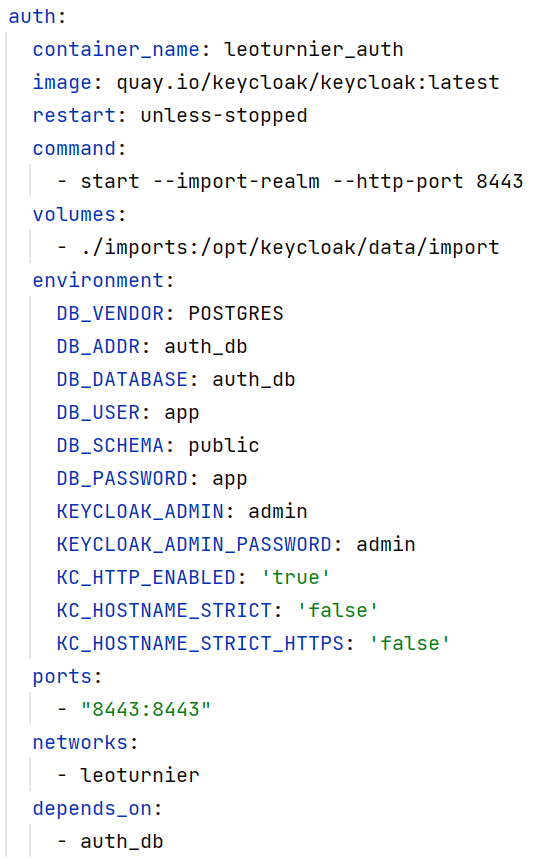 auth:
  container_name: leoturnier_auth
  image: quay.io/keycloak/keycloak:latest
  restart: unless-stopped
  command:
    - start --import-realm --http-port 8443
  volumes:
    - ./imports:/opt/keycloak/data/import
  environment:
    DB_VENDOR: POSTGRES
    DB_ADDR: auth_db
    DB_DATABASE: auth_db
    DB_USER: app
    DB_SCHEMA: public
    DB_PASSWORD: app
    KEYCLOAK_ADMIN: admin
    KEYCLOAK_ADMIN_PASSWORD: admin
    KC_HTTP_ENABLED: 'true'
    KC_HOSTNAME_STRICT: 'false'
    KC_HOSTNAME_STRICT_HTTPS: 'false'
  ports:
    - "8443:8443"
  networks:
    - leoturnier
  depends_on:
    - auth_db